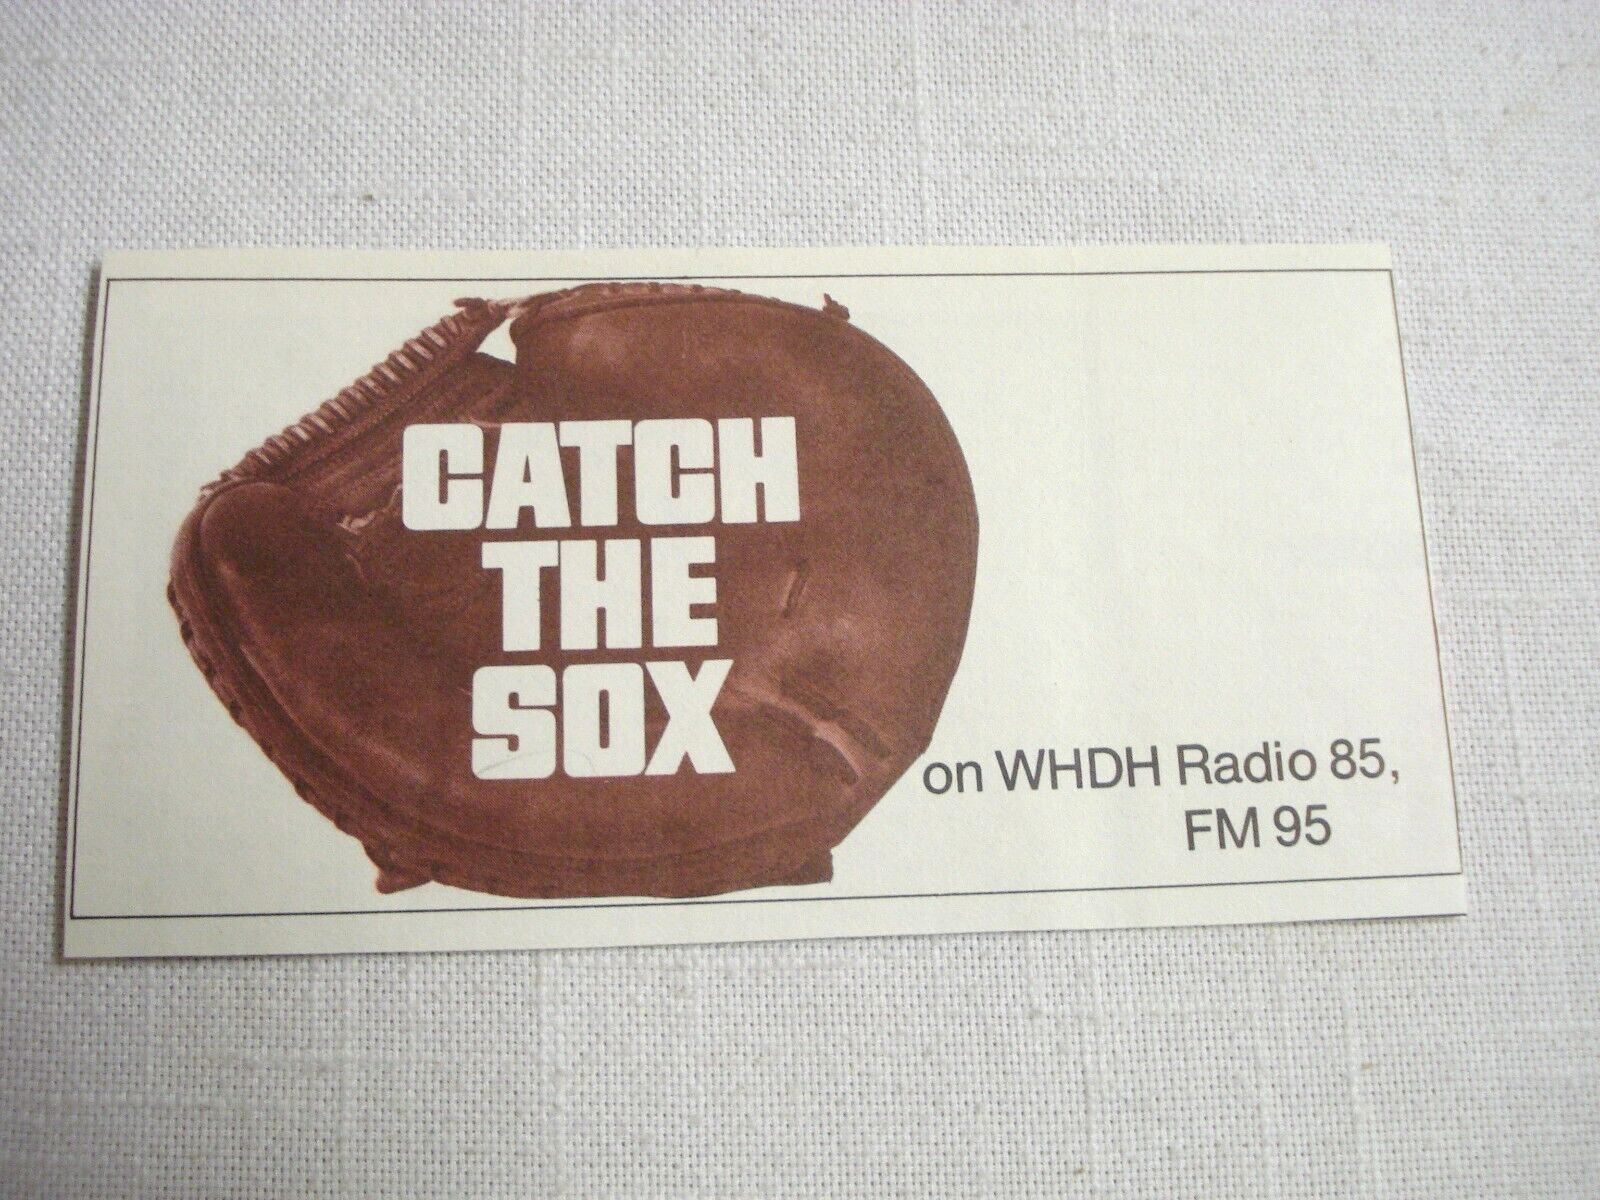 CATCH
THE
SOX
on WHDH Radio 85,
FM 95